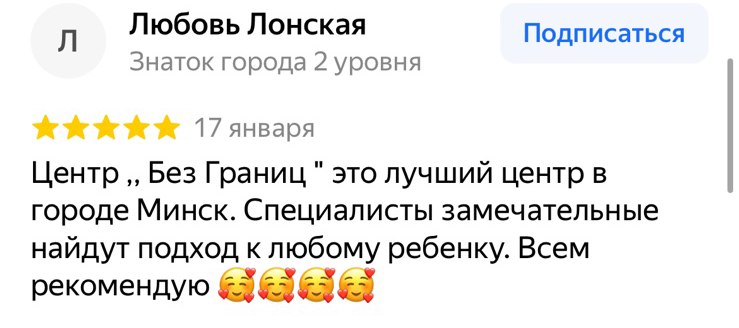 Л
Любовь Лонская
Знаток города 2 уровня
Подписаться
17 января
Центр ,, Без Границ " это лучший центр в
городе Минск. Специалисты замечательные
найдут подход к любому ребенку. Всем
рекомендую 🥰🥰🥰🥰